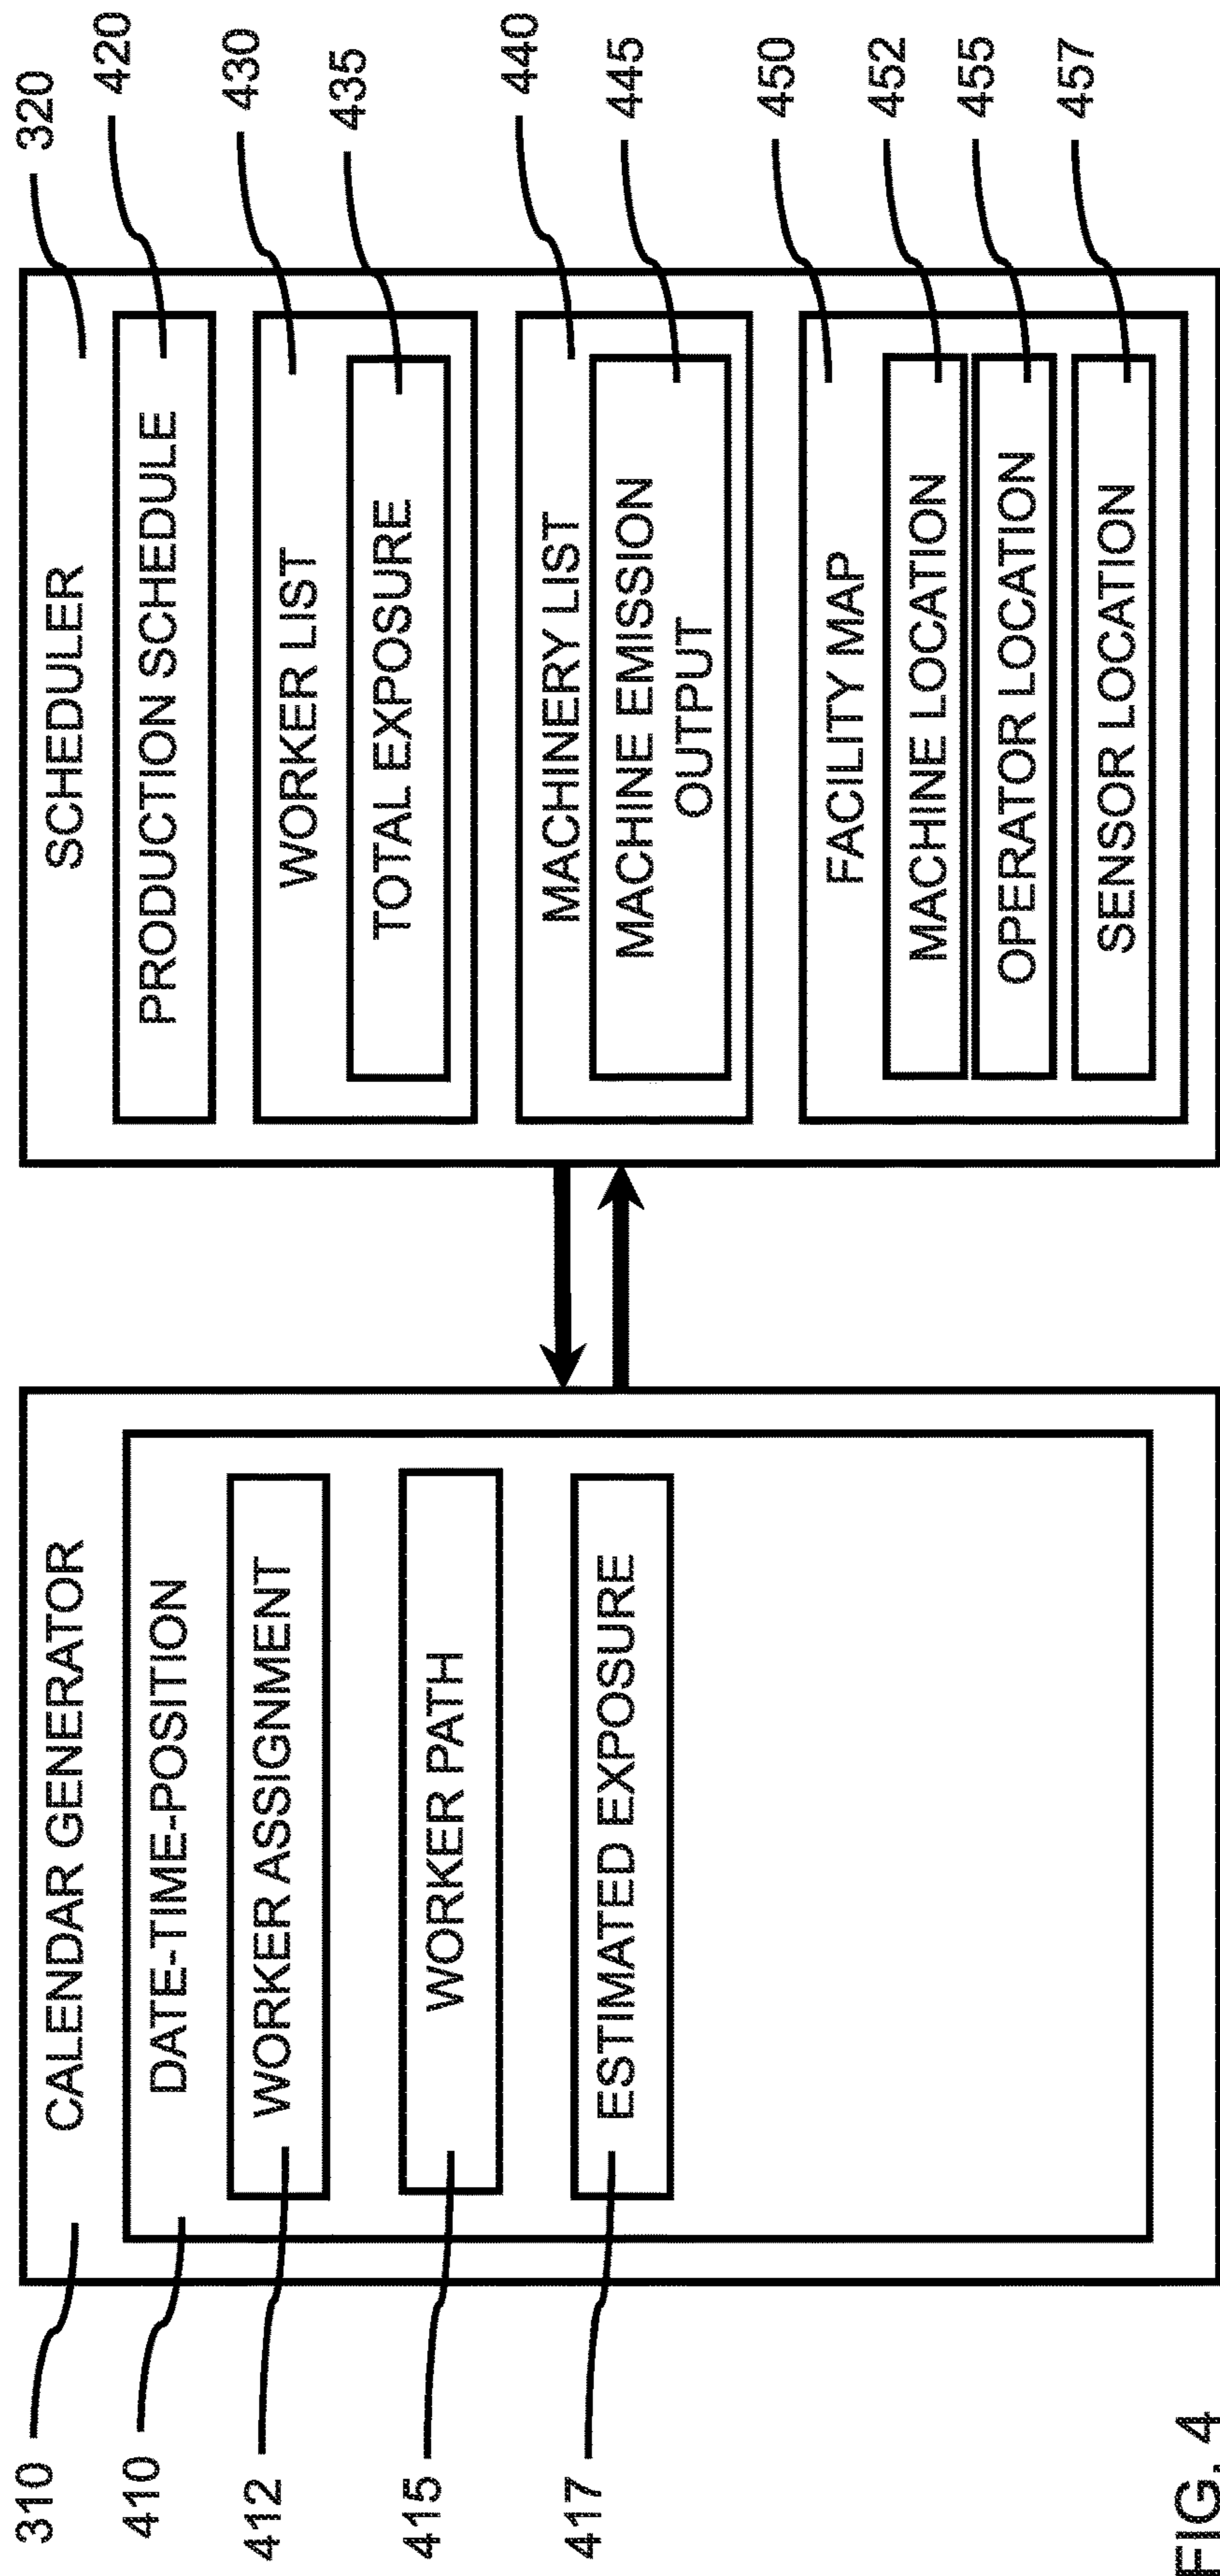 310
CALENDAR GENERATOR
410
DATE-TIME-POSITION
412
WORKER ASSIGNMENT
415
WORKER PATH
417
ESTIMATED EXPOSURE
SCHEDULER
320
PRODUCTION SCHEDULE
420
WORKER LIST
430
TOTAL EXPOSURE
435
MACHINERY LIST
440
MACHINE EMISSION
OUTPUT
445
FACILITY MAP
450
MACHINE LOCATION
452
OPERATOR LOCATION
455
SENSOR LOCATION
457
FIG. 4